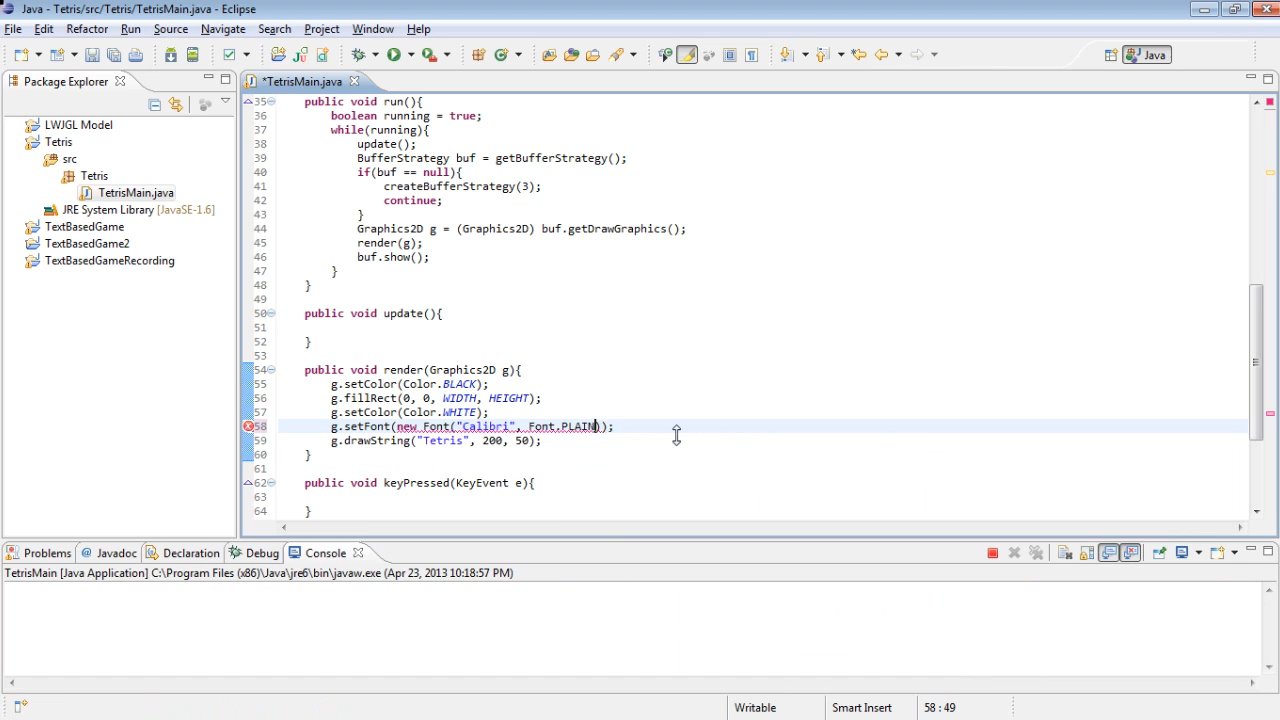 Java - Tetris/src/Tetris/TetrisMain.java - Eclipse
File Edit Refactor Run Source Navigate Search Project Window Help
Java
Package Explorer
*TetrisMain.java
LWJGL Model
Tetris
src
Tetris
TetrisMain.java
JRE System Library [JavaSE-1.6]
TextBasedGame
TextBasedGame2
TextBasedGameRecording
35 public void run(){
36 boolean running = true;
37 while(running){
38 update();
39 BufferStrategy buf = getBufferStrategy();
40 if(buf == null){
41 createBufferStrategy(3);
42 continue;
43 }
44 Graphics2D g = (Graphics2D) buf.getDrawGraphics();
45 render(g);
46 buf.show();
47 }
48 }
49
50 public void update(){
51
52 }
53
54 public void render(Graphics2D g){
55 g.setColor(Color.BLACK);
56 g.fillRect(0, 0, WIDTH, HEIGHT);
57 g.setColor(Color.WHITE);
58 g.setFont(new Font("Calibri", Font.PLAIN));
59 g.drawString("Tetris", 200, 50);
60 }
61
62 public void keyPressed(KeyEvent e){
63
64 }
Problems Javadoc Declaration Debug Console
TetrisMain [Java Application] C:\Program Files (x86)\Java\jre6\bin\javaw.exe (Apr 23, 2013 10:18:57 PM)
Writable Smart Insert 58 : 49